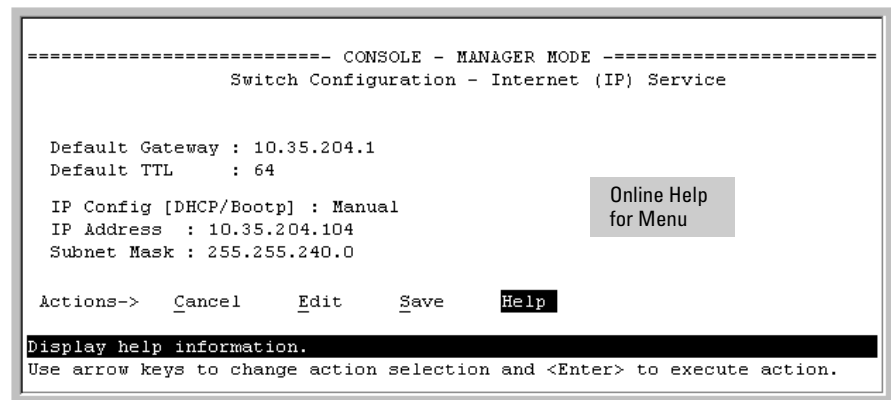 ==========================- CONSOLE - MANAGER MODE -========================
Switch Configuration - Internet (IP) Service
Default Gateway : 10.35.204.1
Default TTL : 64
IP Config [DHCP/Bootp] : Manual
IP Address : 10.35.204.104
Subnet Mask : 255.255.240.0
Online Help
for Menu
Actions-> Cancel Edit Save Help
Display help information.
Use arrow keys to change action selection and <Enter> to execute action.